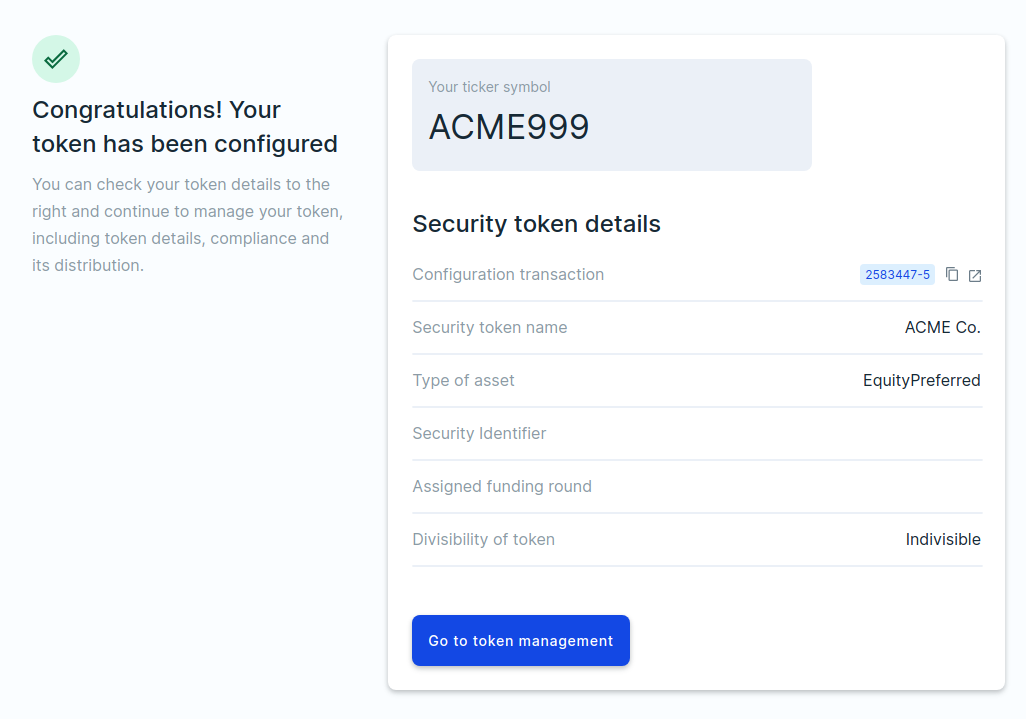 Congratulations! Your
token has been configured
You can check your token details to the
right and continue to manage your token,
including token details, compliance and
its distribution.
Your ticker symbol
ACME999
Security token details
Configuration transaction 2583447-5
Security token name ACME Co.
Type of asset EquityPreferred
Security Identifier
Assigned funding round
Divisibility of token Indivisible
Go to token management